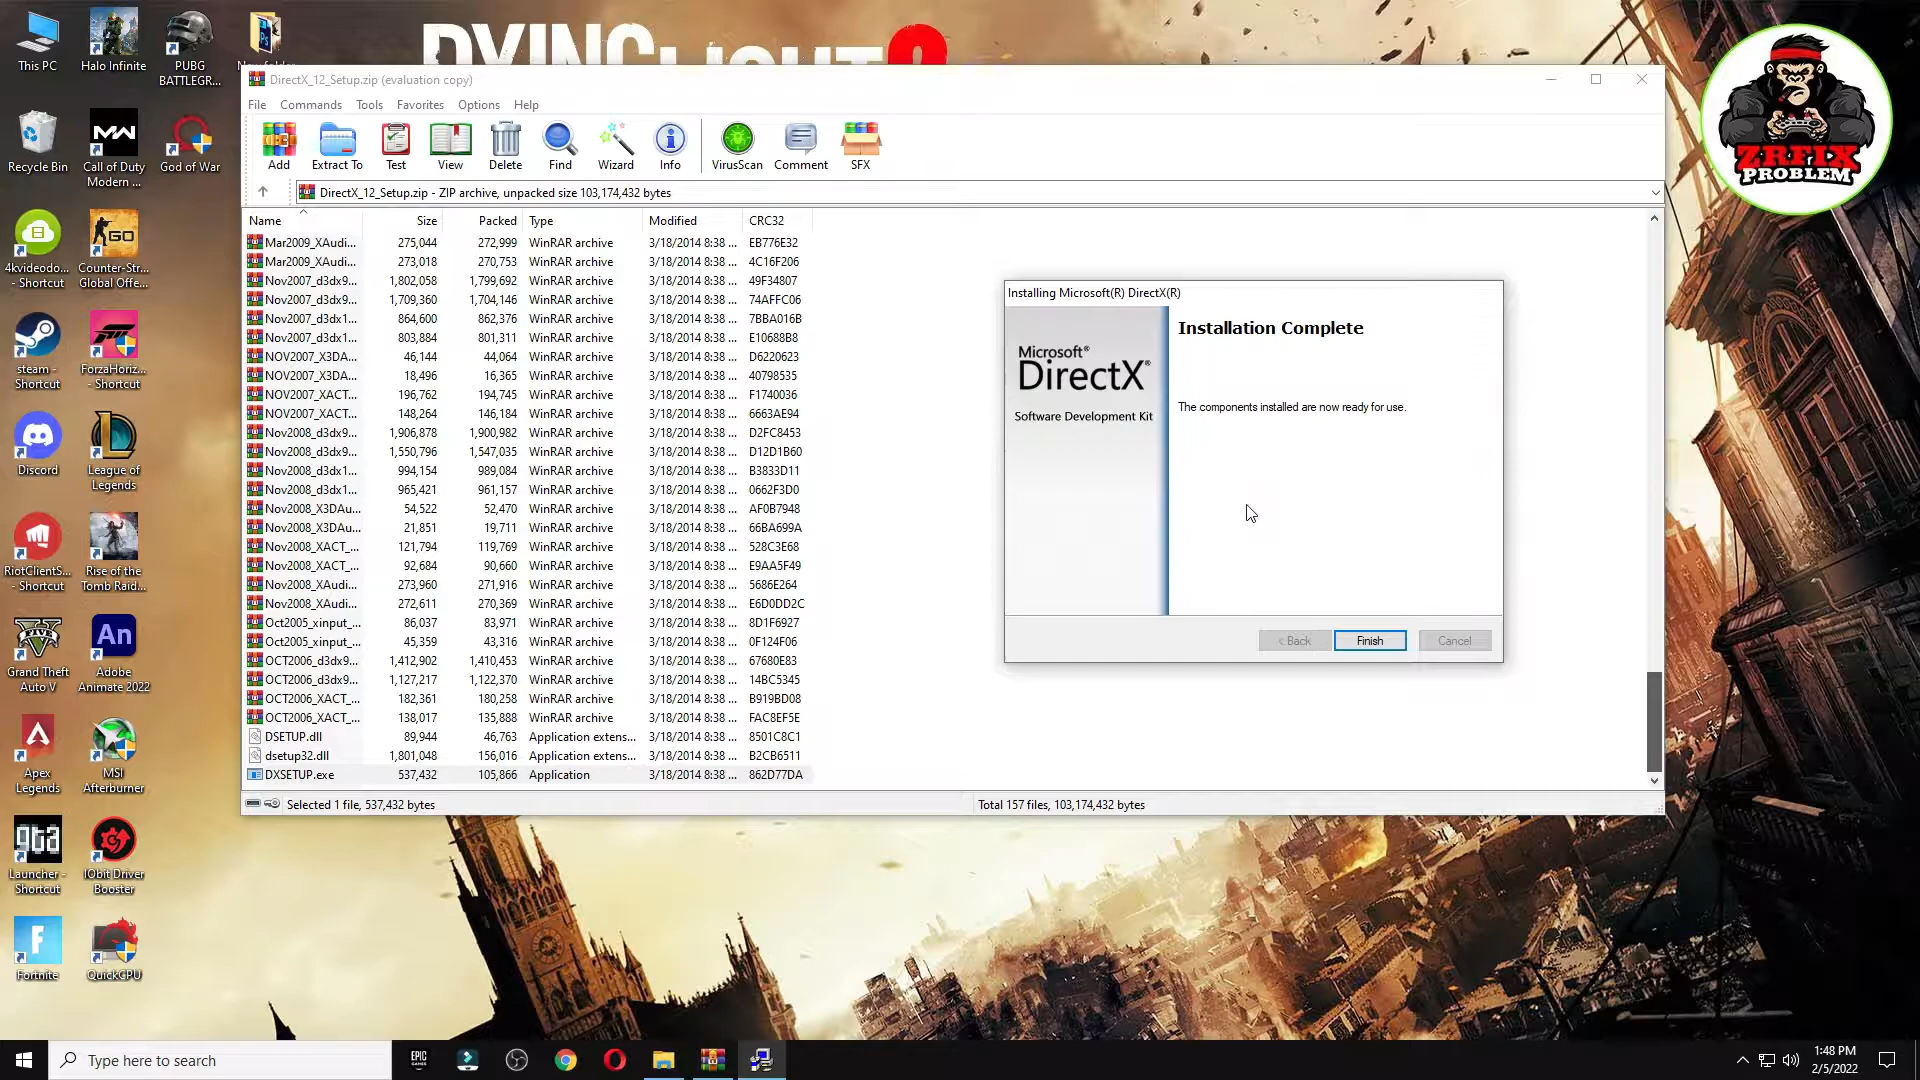 This PC
Halo Infinite
PUBG
BATTLEGR...
Recycle Bin
Call of Duty
Modern ...
God of War
4kvideodo...
- Shortcut
Counter-Str...
Global Offe...
steam -
Shortcut
ForzaHoriz...
- Shortcut
Discord
League of
Legends
RiotClientS...
- Shortcut
Rise of the
Tomb Raid...
Grand Theft
Auto V
Adobe
Animate 2022
Apex
Legends
MSI
Afterburner
Launcher -
Shortcut
IObit Driver
Booster
Fortnite
QuickCPU
DirectX_12_Setup.zip (evaluation copy)
File Commands Tools Favorites Options Help
Add Extract To Test View Delete Find Wizard Info VirusScan Comment SFX
DirectX_12_Setup.zip - ZIP archive, unpacked size 103,174,432 bytes
Name Size Packed Type Modified CRC32
Mar2009_XAudi... 275,044 272,999 WinRAR archive 3/18/2014 8:38 ... EB776E32
Mar2009_XAudi... 273,018 270,753 WinRAR archive 3/18/2014 8:38 ... 4C16F206
Nov2007_d3dx9... 1,802,058 1,799,692 WinRAR archive 3/18/2014 8:38 ... 49F34807
Nov2007_d3dx9... 1,709,360 1,704,146 WinRAR archive 3/18/2014 8:38 ... 74AFFC06
Nov2007_d3dx1... 864,600 862,376 WinRAR archive 3/18/2014 8:38 ... 7BBA016B
Nov2007_d3dx1... 803,884 801,311 WinRAR archive 3/18/2014 8:38 ... E10688B8
NOV2007_X3DA... 46,144 44,064 WinRAR archive 3/18/2014 8:38 ... D6220623
NOV2007_X3DA... 18,496 16,365 WinRAR archive 3/18/2014 8:38 ... 40798535
NOV2007_XACT... 196,762 194,745 WinRAR archive 3/18/2014 8:38 ... F1740036
NOV2007_XACT... 148,264 146,184 WinRAR archive 3/18/2014 8:38 ... 6663AE94
Nov2008_d3dx9... 1,906,878 1,900,982 WinRAR archive 3/18/2014 8:38 ... D2FC8453
Nov2008_d3dx9... 1,550,796 1,547,035 WinRAR archive 3/18/2014 8:38 ... D12D1B60
Nov2008_d3dx1... 994,154 989,084 WinRAR archive 3/18/2014 8:38 ... B3833D11
Nov2008_d3dx1... 965,421 961,157 WinRAR archive 3/18/2014 8:38 ... 0662F3D0
Nov2008_X3DAu... 54,522 52,470 WinRAR archive 3/18/2014 8:38 ... AF0B7948
Nov2008_X3DAu... 21,851 19,711 WinRAR archive 3/18/2014 8:38 ... 66BA699A
Nov2008_XACT_... 121,794 119,769 WinRAR archive 3/18/2014 8:38 ... 528C3E68
Nov2008_XACT_... 92,684 90,660 WinRAR archive 3/18/2014 8:38 ... E9AA5F49
Nov2008_XAudi... 273,960 271,916 WinRAR archive 3/18/2014 8:38 ... 5686E264
Nov2008_XAudi... 272,611 270,369 WinRAR archive 3/18/2014 8:38 ... E6D0DD2C
Oct2005_xinput_... 86,037 83,971 WinRAR archive 3/18/2014 8:38 ... 8D1F6927
Oct2005_xinput_... 45,359 43,316 WinRAR archive 3/18/2014 8:38 ... 0F124F06
OCT2006_d3dx9... 1,412,902 1,410,453 WinRAR archive 3/18/2014 8:38 ... 67680E83
OCT2006_d3dx9... 1,127,217 1,122,370 WinRAR archive 3/18/2014 8:38 ... 14BC5345
OCT2006_XACT_... 182,361 180,258 WinRAR archive 3/18/2014 8:38 ... B919BD08
OCT2006_XACT_... 138,017 135,888 WinRAR archive 3/18/2014 8:38 ... FAC8EF5E
DSETUP.dll 89,944 46,763 Application extens... 3/18/2014 8:38 ... 8501C8C1
dsetup32.dll 1,801,048 156,016 Application extens... 3/18/2014 8:38 ... B2CB6511
DXSETUP.exe 537,432 105,866 Application 3/18/2014 8:38 ... 862D77DA
Selected 1 file, 537,432 bytes
Total 157 files, 103,174,432 bytes
Installing Microsoft(R) DirectX(R)
Microsoft®
DirectX®
Software Development Kit
Installation Complete
The components installed are now ready for use.
< Back Finish Cancel
ZRFIX
PROBLEM
Type here to search
EPIC
GAMES
1:48 PM
2/5/2022